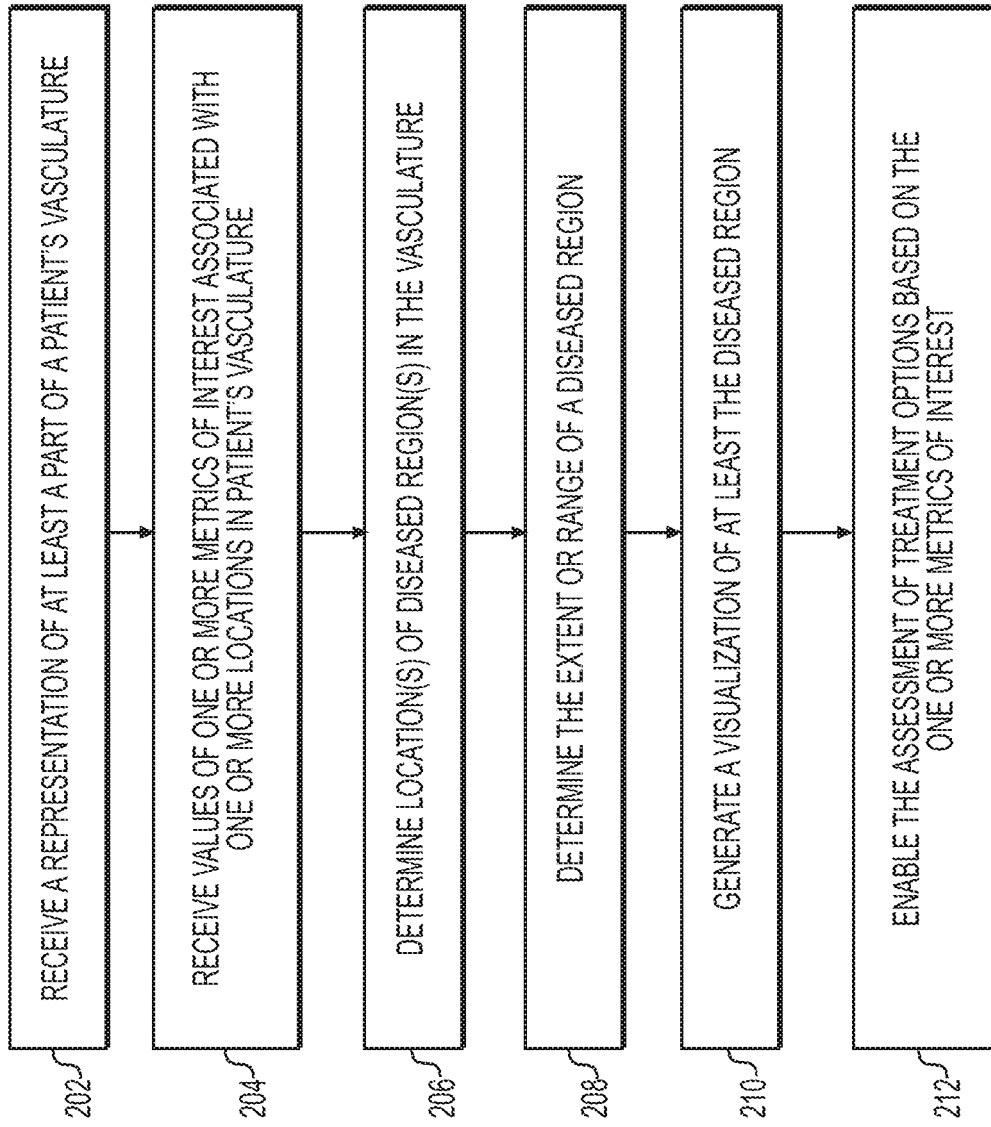 202
RECEIVE A REPRESENTATION OF AT LEAST A PART OF A PATIENT'S VASCULATURE
204
RECEIVE VALUES OF ONE OR MORE METRICS OF INTEREST ASSOCIATED WITH
ONE OR MORE LOCATIONS IN PATIENT'S VASCULATURE
206
DETERMINE LOCATION(S) OF DISEASED REGION(S) IN THE VASCULATURE
208
DETERMINE THE EXTENT OR RANGE OF A DISEASED REGION
210
GENERATE A VISUALIZATION OF AT LEAST THE DISEASED REGION
212
ENABLE THE ASSESSMENT OF TREATMENT OPTIONS BASED ON THE
ONE OR MORE METRICS OF INTEREST